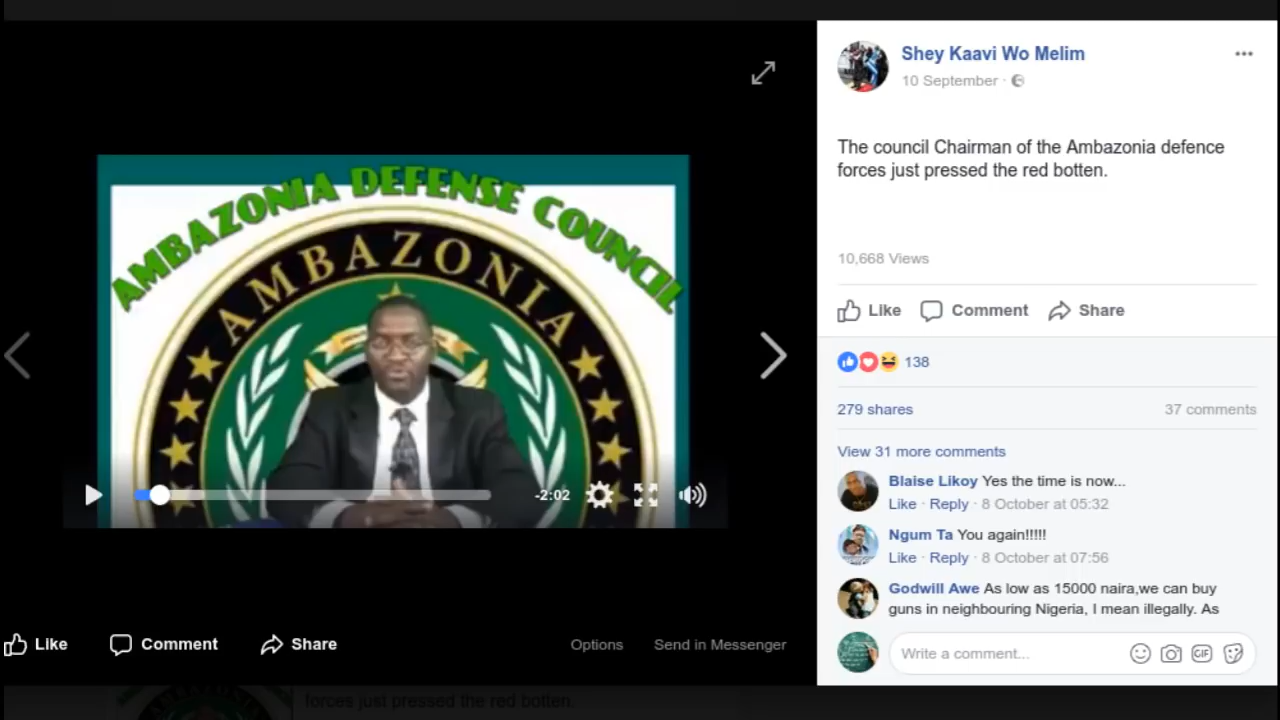 AMBAZONIA DEFENSE COUNCIL
AMBAZONIA
-2:02
Like Comment Share
Options Send in Messenger
Shey Kaavi Wo Melim
10 September
The council Chairman of the Ambazonia defence
forces just pressed the red botten.
10,668 Views
Like Comment Share
138
279 shares
37 comments
View 31 more comments
Blaise Likoy Yes the time is now...
Like · Reply · 8 October at 05:32
Ngum Ta You again!!!!!
Like · Reply · 8 October at 07:56
Godwill Awe As low as 15000 naira,we can buy
guns in neighbouring Nigeria, I mean illegally. As
Write a comment...
GIF
forces just pressed the red botten.